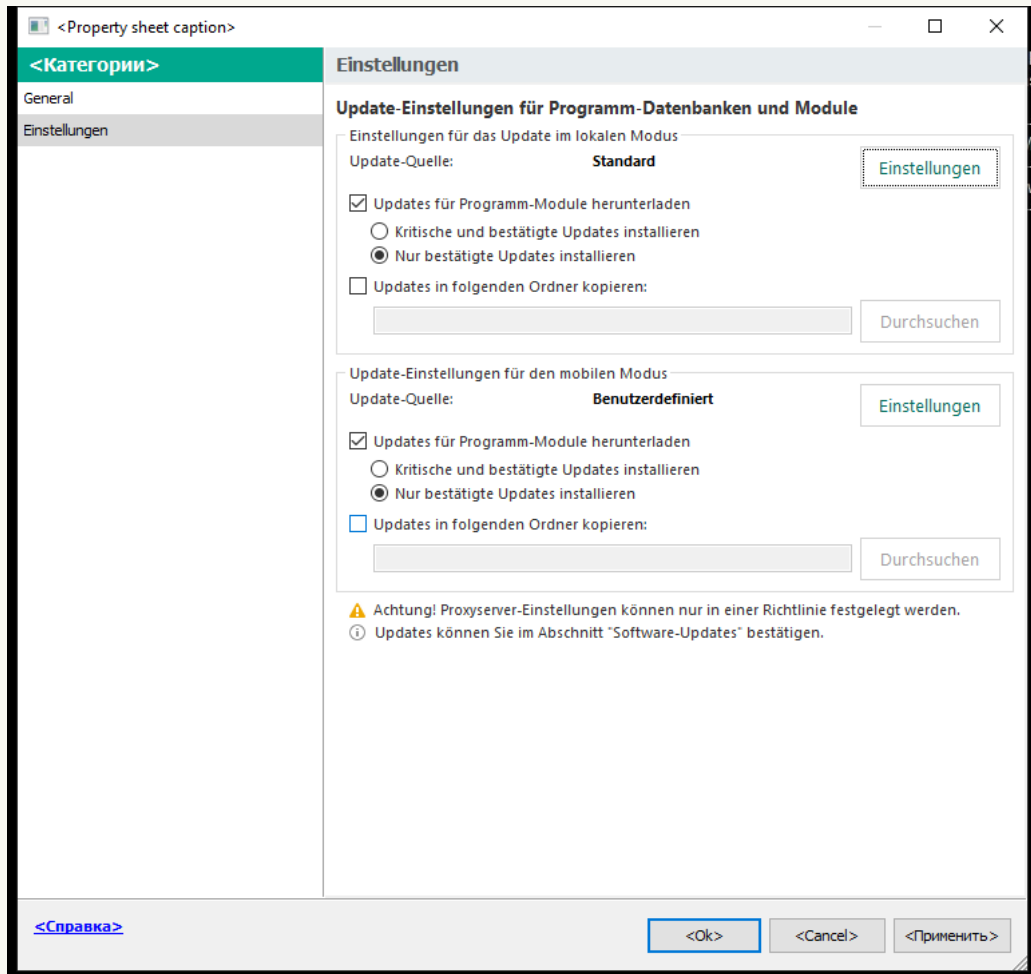 <Property sheet caption>
<Категории>
General
Einstellungen
Einstellungen
Update-Einstellungen für Programm-Datenbanken und Module
Einstellungen für das Update im lokalen Modus
Update-Quelle: Standard Einstellungen
Updates für Programm-Module herunterladen
Kritische und bestätigte Updates installieren
Nur bestätigte Updates installieren
Updates in folgenden Ordner kopieren:
Durchsuchen
Update-Einstellungen für den mobilen Modus
Update-Quelle: Benutzerdefiniert Einstellungen
Updates für Programm-Module herunterladen
Kritische und bestätigte Updates installieren
Nur bestätigte Updates installieren
Updates in folgenden Ordner kopieren:
Durchsuchen
Achtung! Proxyserver-Einstellungen können nur in einer Richtlinie festgelegt werden.
Updates können Sie im Abschnitt "Software-Updates" bestätigen.
<Справка>
<Ok> <Cancel> <Применить>